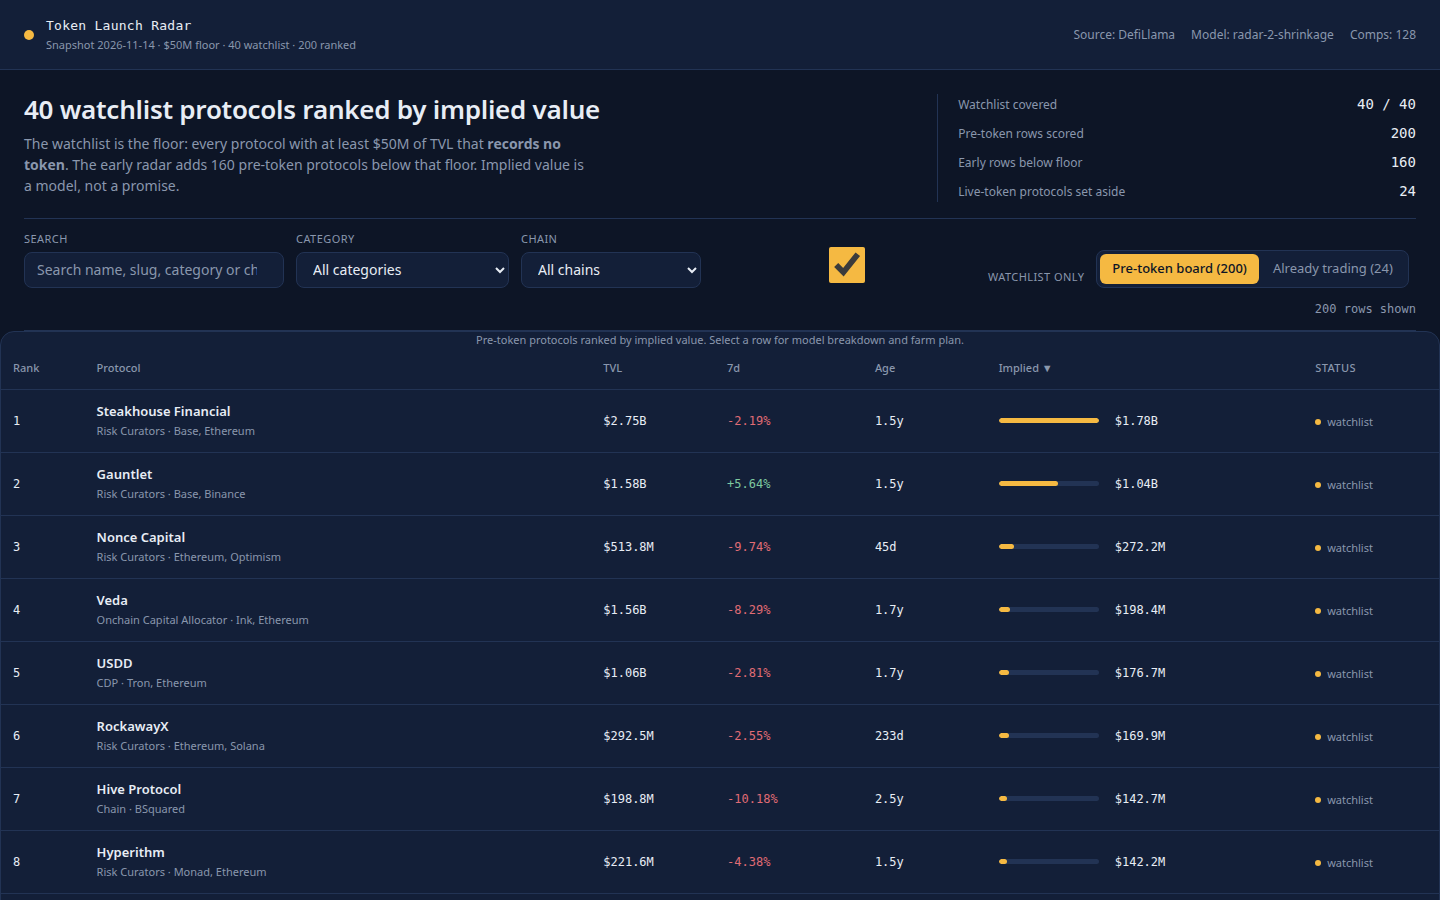 Token Launch Radar
Snapshot 2026-11-14 · $50M floor · 40 watchlist · 200 ranked
Source: DefiLlama Model: radar-2-shrinkage Comps: 128
40 watchlist protocols ranked by implied value
The watchlist is the floor: every protocol with at least $50M of TVL that records no
token. The early radar adds 160 pre-token protocols below that floor. Implied value is
a model, not a promise.
Watchlist covered 40 / 40
Pre-token rows scored 200
Early rows below floor 160
Live-token protocols set aside 24
SEARCH CATEGORY CHAIN
Search name, slug, category or ch All categories All chains WATCHLIST ONLY Pre-token board (200) Already trading (24)
200 rows shown
Pre-token protocols ranked by implied value. Select a row for model breakdown and farm plan.
Rank Protocol TVL 7d Age Implied ▼ STATUS
1 Steakhouse Financial $2.75B -2.19% 1.5y $1.78B watchlist
Risk Curators · Base, Ethereum
2 Gauntlet $1.58B +5.64% 1.5y $1.04B watchlist
Risk Curators · Base, Binance
3 Nonce Capital $513.8M -9.74% 45d $272.2M watchlist
Risk Curators · Ethereum, Optimism
4 Veda $1.56B -8.29% 1.7y $198.4M watchlist
Onchain Capital Allocator · Ink, Ethereum
5 USDD $1.06B -2.81% 1.7y $176.7M watchlist
CDP · Tron, Ethereum
6 RockawayX $292.5M -2.55% 233d $169.9M watchlist
Risk Curators · Ethereum, Solana
7 Hive Protocol $198.8M -10.18% 2.5y $142.7M watchlist
Chain · BSquared
8 Hyperithm $221.6M -4.38% 1.5y $142.2M watchlist
Risk Curators · Monad, Ethereum